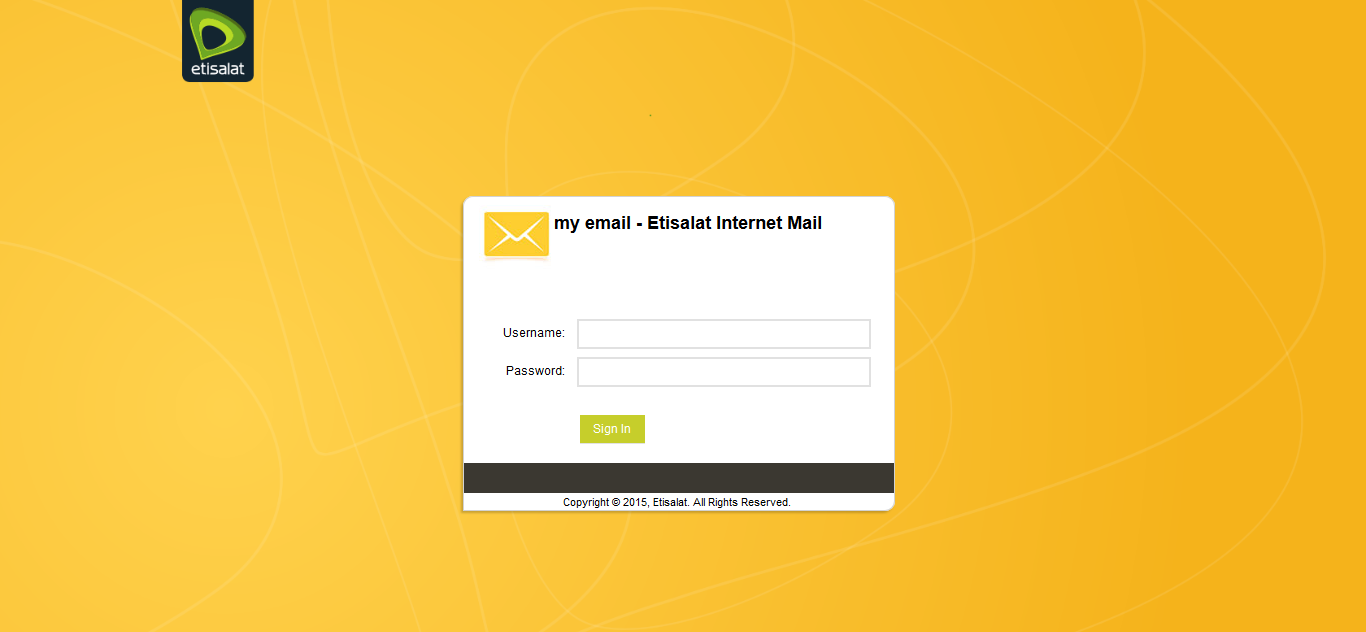 etisalat
my email - Etisalat Internet Mail
Username:
Password:
Sign In
Copyright © 2015, Etisalat. All Rights Reserved.